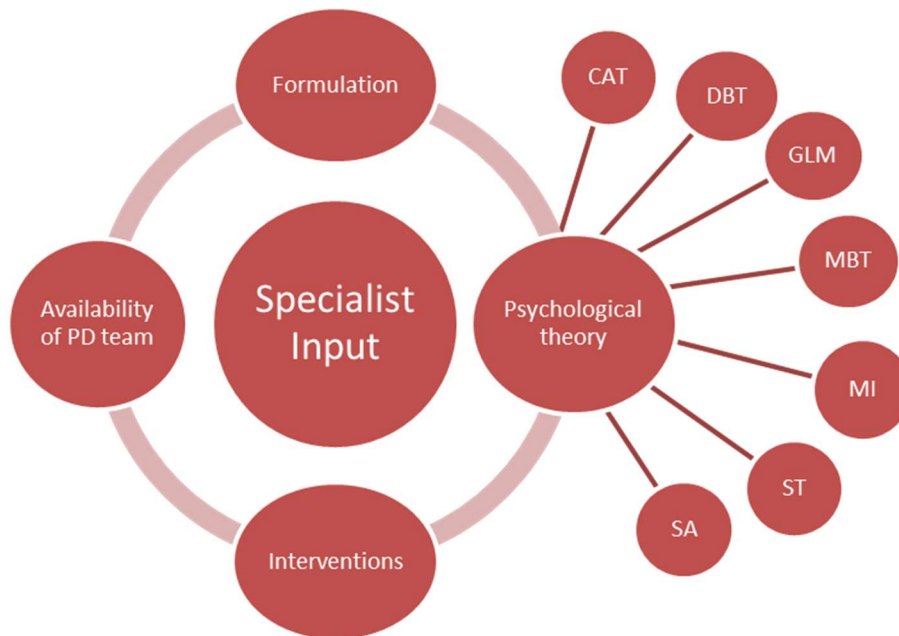 Formulation
CAT
DBT
GLM
MBT
MI
ST
SA
Psychological
theory
Specialist
Input
Availability
of PD team
Interventions